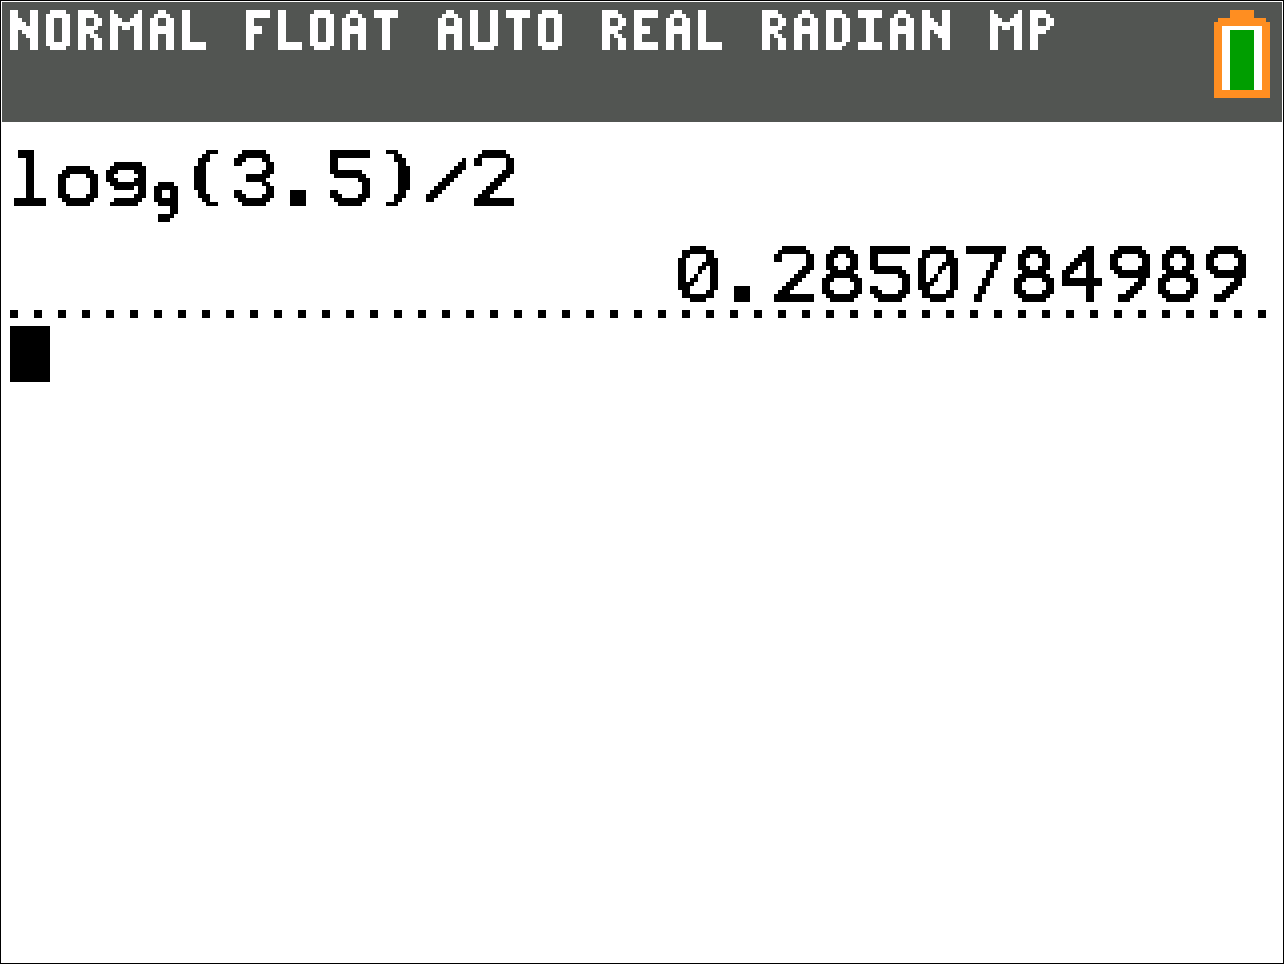 NORMAL FLOAT AUTO REAL RADIAN MP
log₉(3.5)/2
0.2850784989